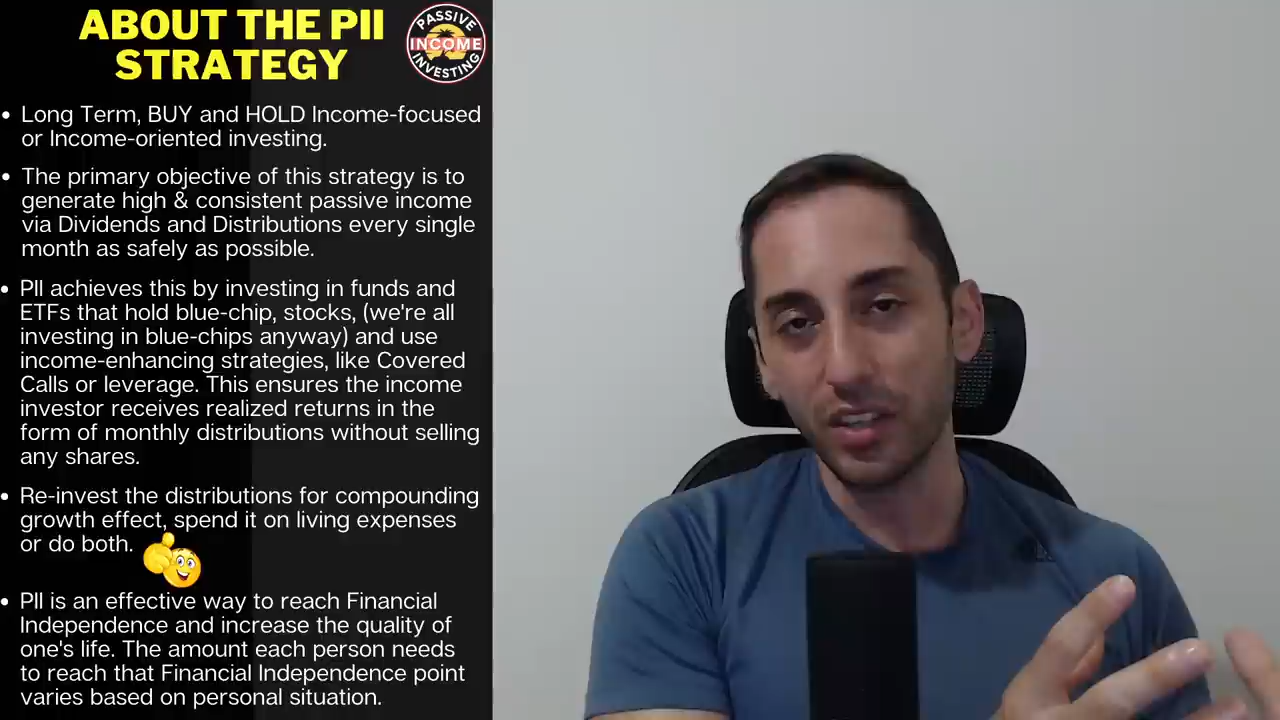 ABOUT THE PII
STRATEGY
PASSIVE
INCOME
INVESTING
• Long Term, BUY and HOLD Income-focused
or Income-oriented investing.
• The primary objective of this strategy is to
generate high & consistent passive income
via Dividends and Distributions every single
month as safely as possible.
• PII achieves this by investing in funds and
ETFs that hold blue-chip, stocks, (we're all
investing in blue-chips anyway) and use
income-enhancing strategies, like Covered
Calls or leverage. This ensures the income
investor receives realized returns in the
form of monthly distributions without selling
any shares.
• Re-invest the distributions for compounding
growth effect, spend it on living expenses
or do both.
• PII is an effective way to reach Financial
Independence and increase the quality of
one's life. The amount each person needs
to reach that Financial Independence point
varies based on personal situation.